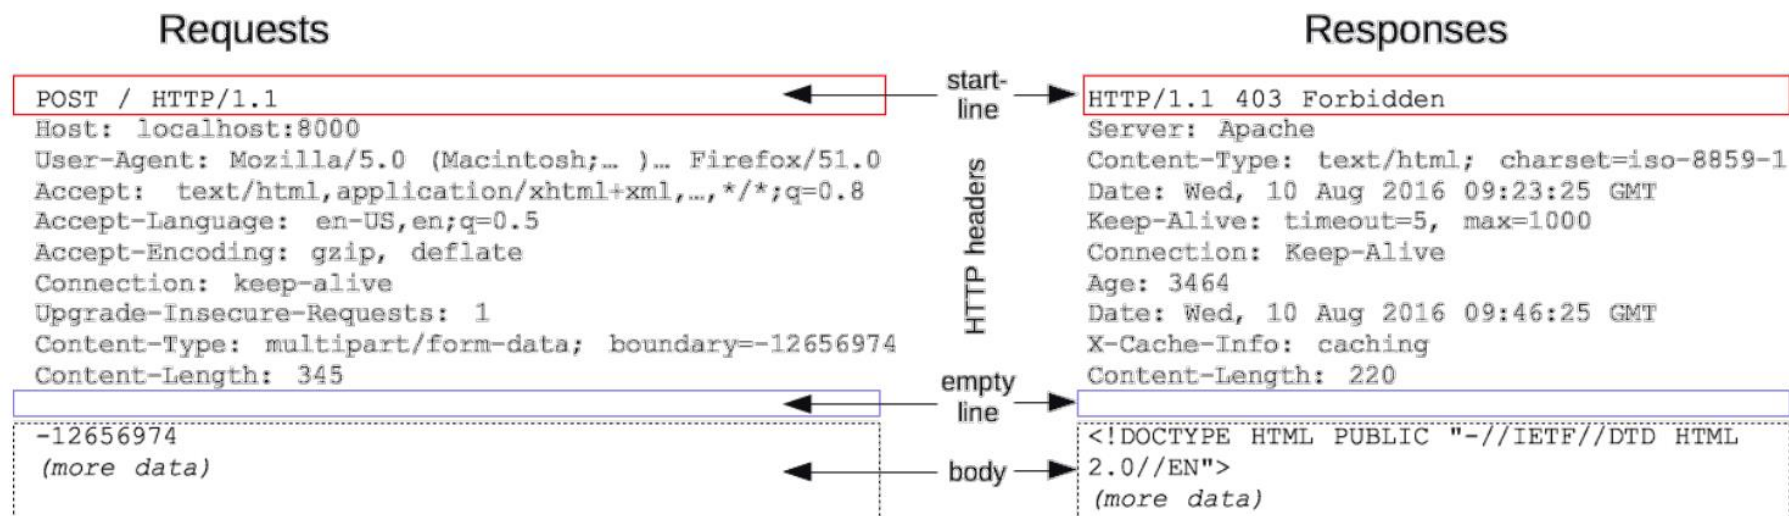 Requests
POST / HTTP/1.1
Host: localhost:8000
User-Agent: Mozilla/5.0 (Macintosh;… )… Firefox/51.0
Accept: text/html,application/xhtml+xml,…,*/*;q=0.8
Accept-Language: en-US,en;q=0.5
Accept-Encoding: gzip, deflate
Connection: keep-alive
Upgrade-Insecure-Requests: 1
Content-Type: multipart/form-data; boundary=-12656974
Content-Length: 345
-12656974
(more data)
start-
line
HTTP headers
empty
line
body
Responses
HTTP/1.1 403 Forbidden
Server: Apache
Content-Type: text/html; charset=iso-8859-1
Date: Wed, 10 Aug 2016 09:23:25 GMT
Keep-Alive: timeout=5, max=1000
Connection: Keep-Alive
Age: 3464
Date: Wed, 10 Aug 2016 09:46:25 GMT
X-Cache-Info: caching
Content-Length: 220
<!DOCTYPE HTML PUBLIC "-//IETF//DTD HTML
2.0//EN">
(more data)